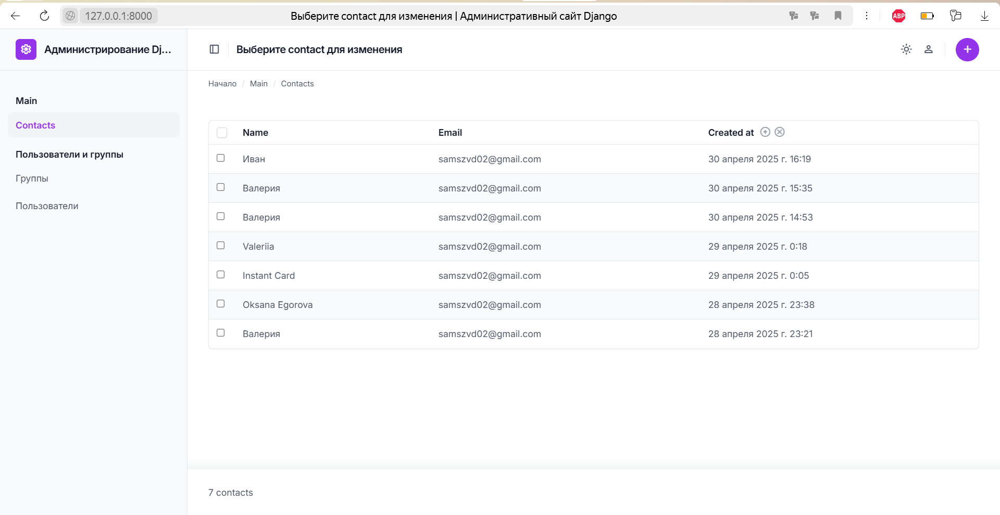 127.0.0.1:8000 Выберите contact для изменения | Административный сайт Django ABP
Администрирование Dj... Выберите contact для изменения
Начало / Main / Contacts
Main
Contacts
Пользователи и группы
Группы
Пользователи
Name Email Created at
Иван samszvd02@gmail.com 30 апреля 2025 г. 16:19
Валерия samszvd02@gmail.com 30 апреля 2025 г. 15:35
Валерия samszvd02@gmail.com 30 апреля 2025 г. 14:53
Valeriia samszvd02@gmail.com 29 апреля 2025 г. 0:18
Instant Card samszvd02@gmail.com 29 апреля 2025 г. 0:05
Oksana Egorova samszvd02@gmail.com 28 апреля 2025 г. 23:38
Валерия samszvd02@gmail.com 28 апреля 2025 г. 23:21
7 contacts